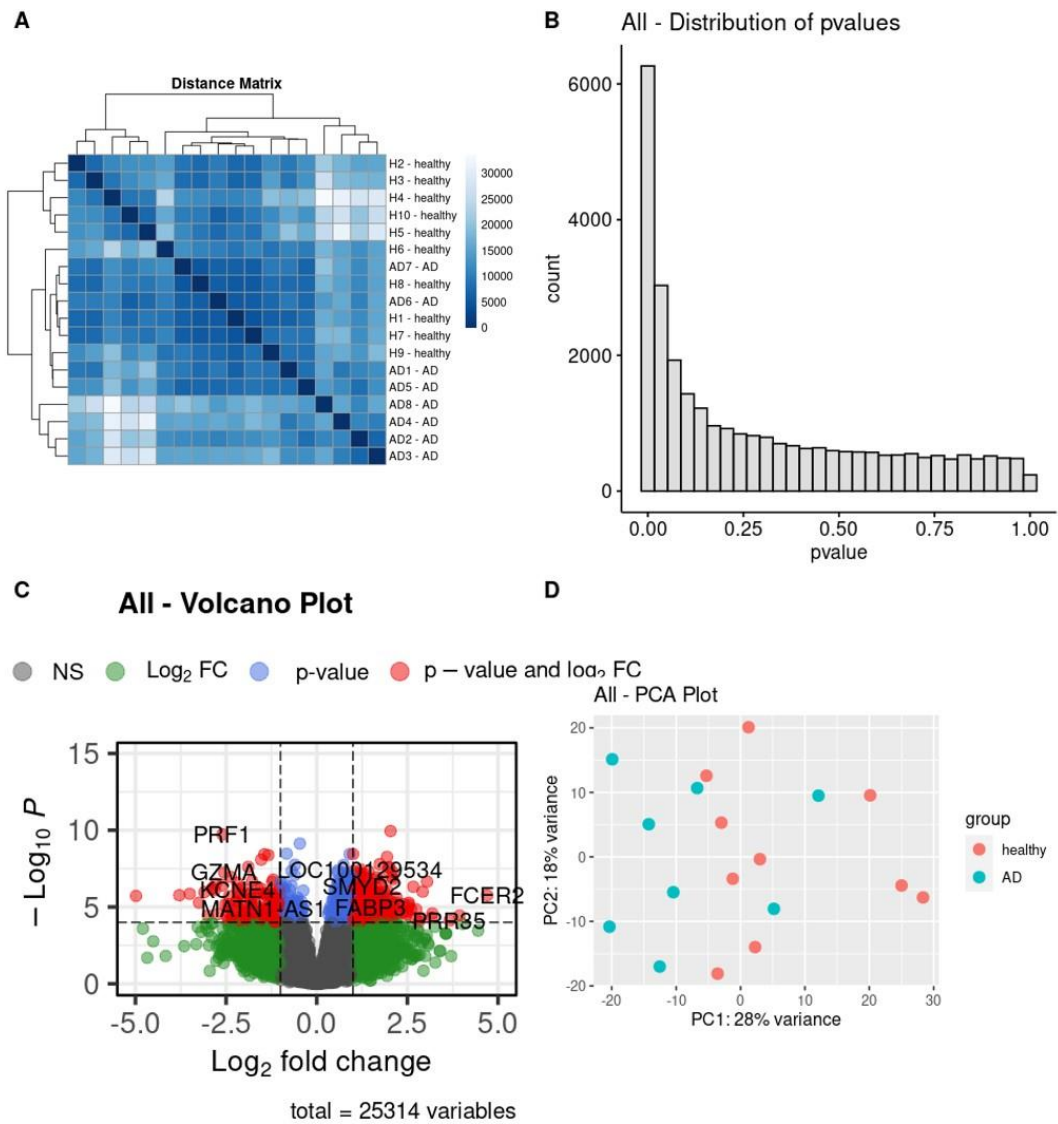 A
Distance Matrix
H2 - healthy
H3 - healthy
H4 - healthy
H10 - healthy
H5 - healthy
H6 - healthy
AD7 - AD
H8 - healthy
AD6 - AD
H1 - healthy
H7 - healthy
H9 - healthy
AD1 - AD
AD5 - AD
AD8 - AD
AD4 - AD
AD2 - AD
AD3 - AD
30000
25000
20000
15000
10000
5000
0
B
All - Distribution of pvalues
count
6000
4000
2000
0
0.00 0.25 0.50 0.75 1.00
pvalue
C
All - Volcano Plot
NS Log₂ FC p-value p − value and log₂ FC
− Log₁₀ P
15
10
5
0
PRF1
GZMA
LOC100129534
KCNE4
SMYD2
FCER2
MATN1-AS1
FABP3
PRR35
-5.0 -2.5 0.0 2.5 5.0
Log₂ fold change
total = 25314 variables
D
All - PCA Plot
PC2: 18% variance
20
10
0
-10
-20
-20 -10 0 10 20 30
PC1: 28% variance
group
healthy
AD